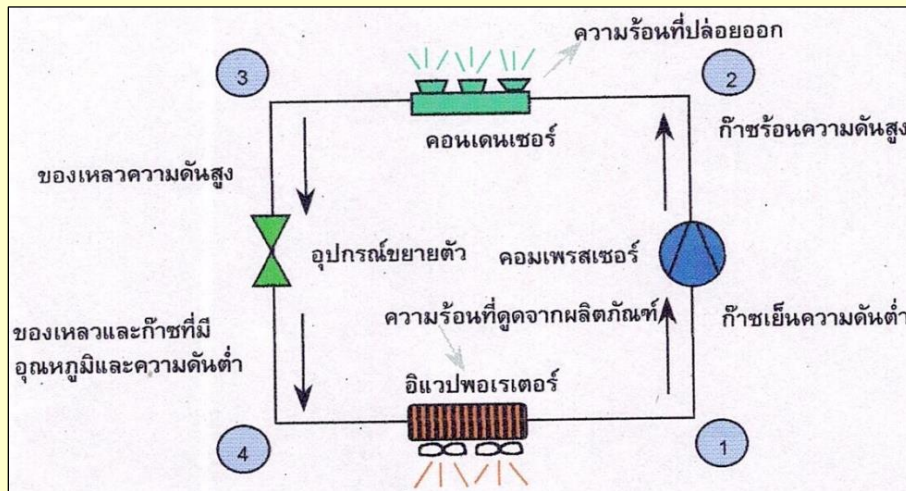 ความร้อนที่ปล่อยออก
3
2
คอนเดนเซอร์
ก๊าซร้อนความดันสูง
ของเหลวความดันสูง
อุปกรณ์ขยายตัว
คอมเพรสเซอร์
ความร้อนที่ดูดจากผลิตภัณฑ์
ก๊าซเย็นความดันต่ำ
ของเหลวและก๊าซที่มี
อุณหภูมิและความดันต่ำ
อิแวปพอเรเตอร์
4
1